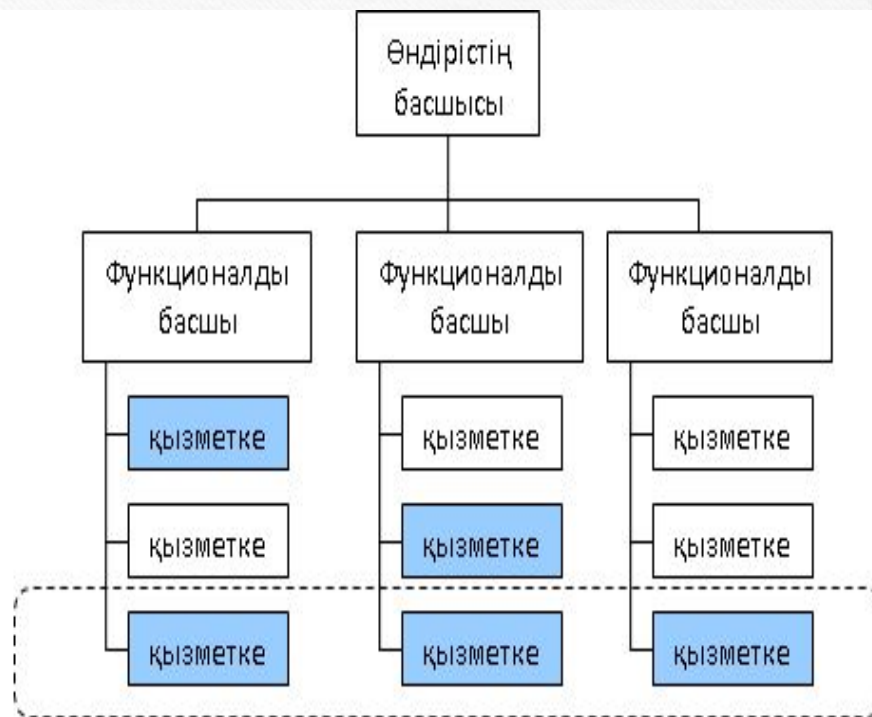 Өндірістің
басшысы
Функционалды
басшы
Функционалды
басшы
Функционалды
басшы
қызметке
қызметке
қызметке
қызметке
қызметке
қызметке
қызметке
қызметке
қызметке